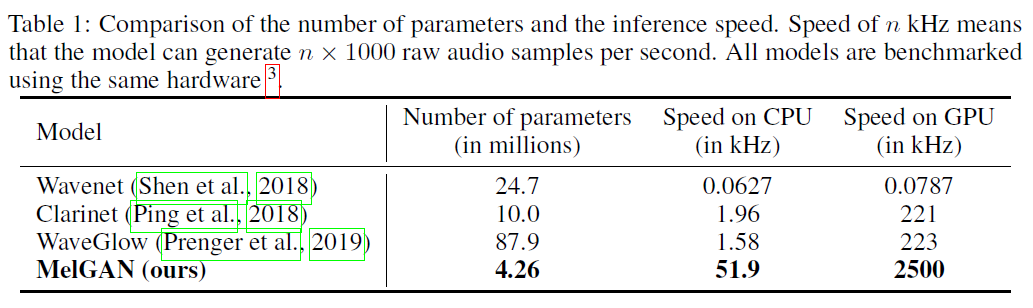 Table 1: Comparison of the number of parameters and the inference speed. Speed of n kHz means
that the model can generate n × 1000 raw audio samples per second. All models are benchmarked
using the same hardware 3.
Model Number of parameters (in millions) Speed on CPU (in kHz) Speed on GPU (in kHz)
Wavenet (Shen et al., 2018) 24.7 0.0627 0.0787
Clarinet (Ping et al., 2018) 10.0 1.96 221
WaveGlow (Prenger et al., 2019) 87.9 1.58 223
MelGAN (ours) 4.26 51.9 2500